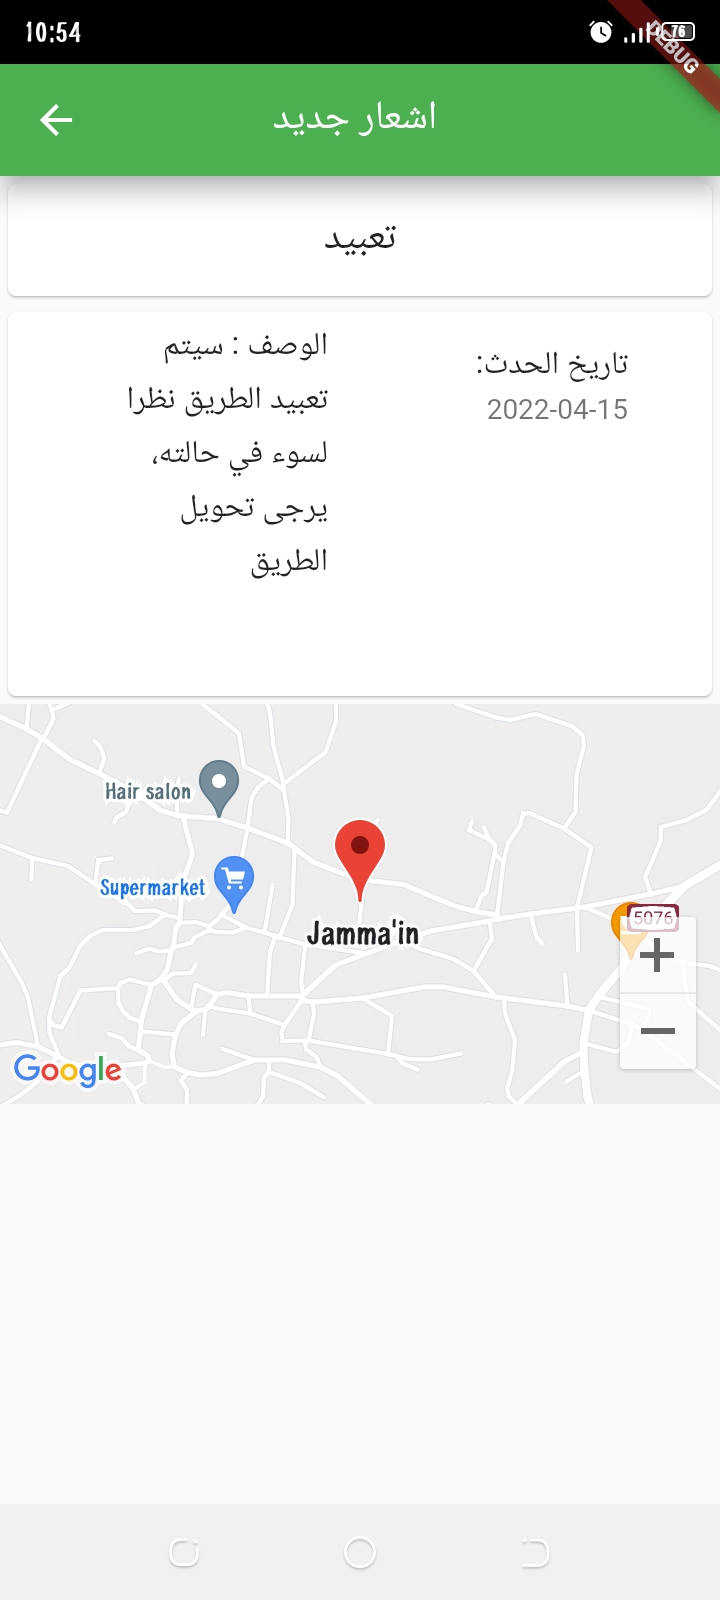 10:54
76
DEBUG
اشعار جديد
تعبيد
تاريخ الحدث:
2022-04-15
الوصف : سيتم
تعبيد الطريق نظرا
لسوء في حالته،
يرجى تحويل
الطريق
Hair salon
Supermarket
Jamma'in
5076
Google